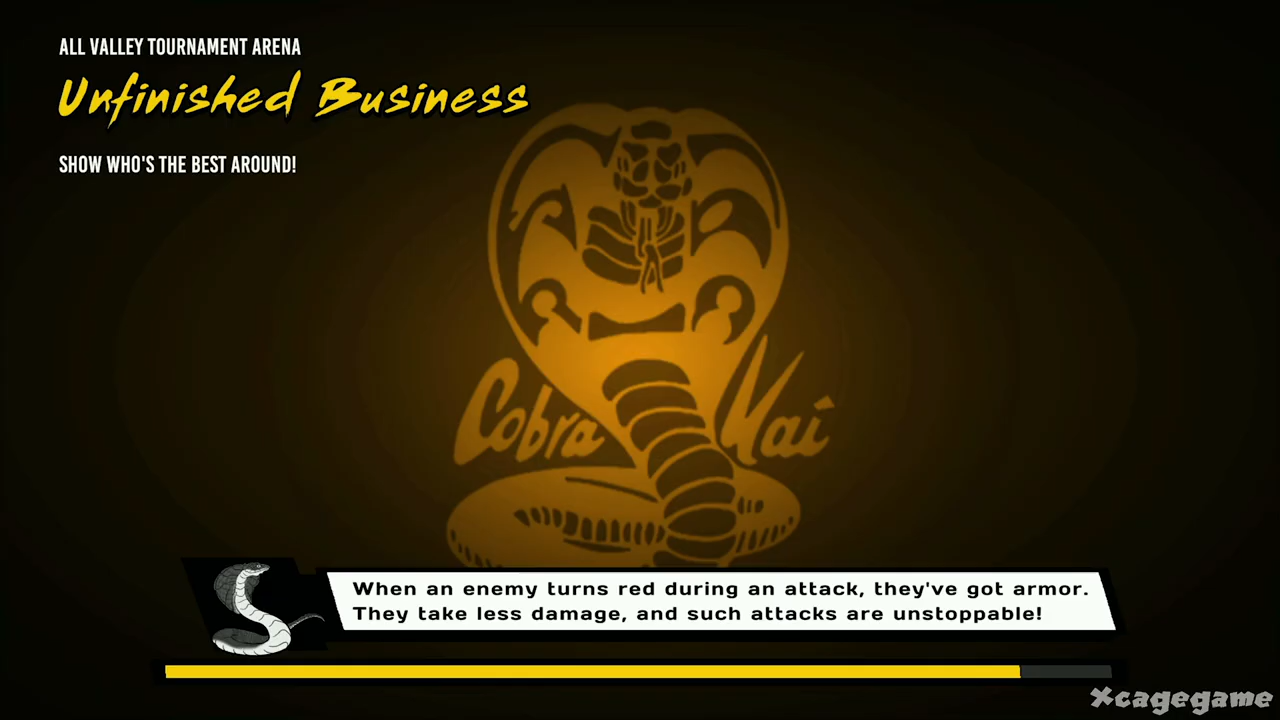 ALL VALLEY TOURNAMENT ARENA
Unfinished Business
SHOW WHO'S THE BEST AROUND!
Cobra Kai
When an enemy turns red during an attack, they've got armor.
They take less damage, and such attacks are unstoppable!
Xcagegame